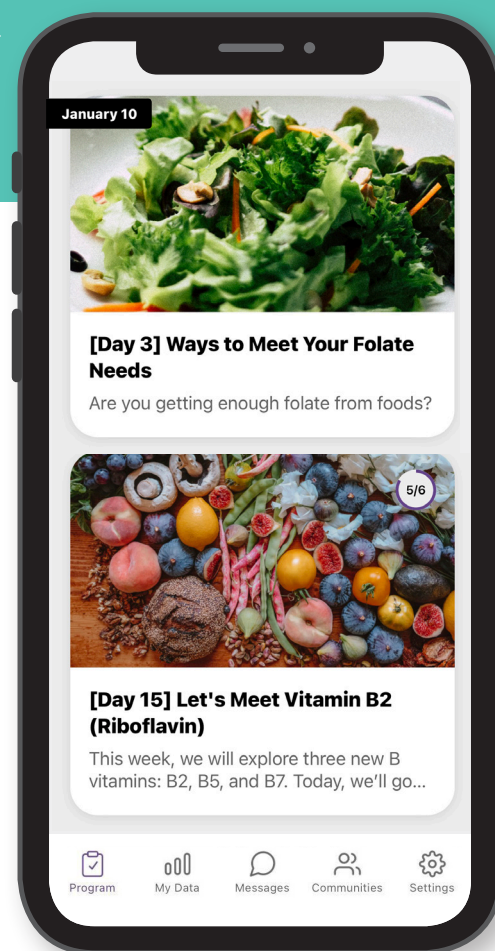 January 10
[Day 3] Ways to Meet Your Folate
Needs
Are you getting enough folate from foods?
5/6
[Day 15] Let's Meet Vitamin B2
(Riboflavin)
This week, we will explore three new B
vitamins: B2, B5, and B7. Today, we’ll go...
Program
My Data
Messages
Communities
Settings